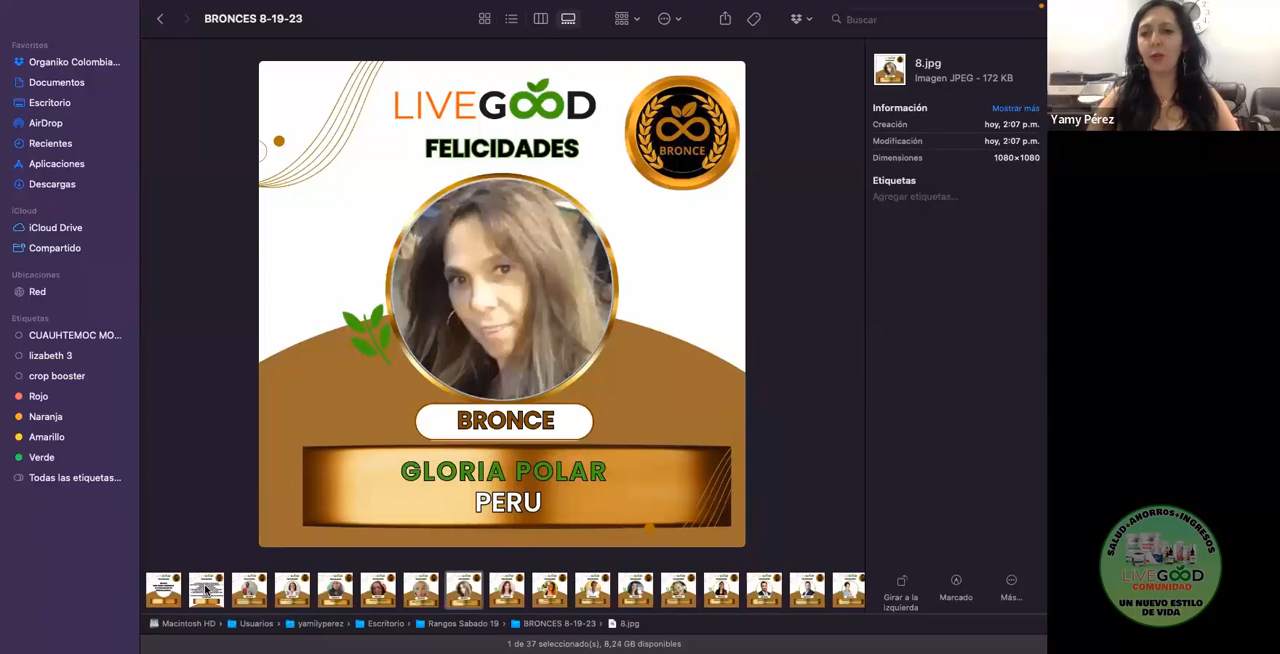 BRONCES 8-19-23
Buscar
Favoritos
Organiko Colombia...
Documentos
Escritorio
AirDrop
Recientes
Aplicaciones
Descargas
iCloud
iCloud Drive
Compartido
Ubicaciones
Red
Etiquetas
CUAUHTEMOC MO...
lizabeth 3
crop booster
Rojo
Naranja
Amarillo
Verde
Todas las etiquetas...
LIVEGOOD
FELICIDADES
BRONCE
BRONCE
GLORIA POLAR
PERU
8.jpg
Imagen JPEG - 172 KB
Información
Mostrar más
Creación
hoy, 2:07 p.m.
Modificación
hoy, 2:07 p.m.
Dimensiones
1080×1080
Etiquetas
Agregar etiquetas...
Girar a la
izquierda
Marcado
Más...
Macintosh HD › Usuarios › yamilyperez › Escritorio › Rangos Sabado 19 › BRONCES 8-19-23 › 8.jpg
1 de 37 seleccionado(s), 8,24 GB disponibles
Yamy Pérez
SALUD+AHORROS+INGRESOS
LIVEGOOD
COMUNIDAD
UN NUEVO ESTILO
DE VIDA